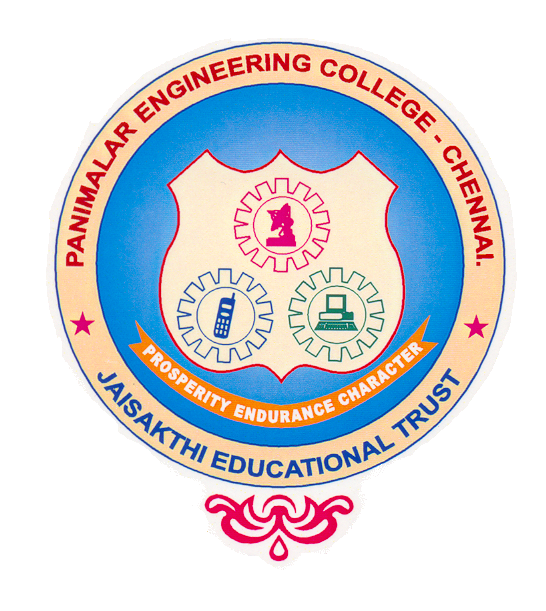 PANIMALAR ENGINEERING COLLEGE - CHENNAI.
PROSPERITY ENDURANCE CHARACTER
JAISAKTHI EDUCATIONAL TRUST